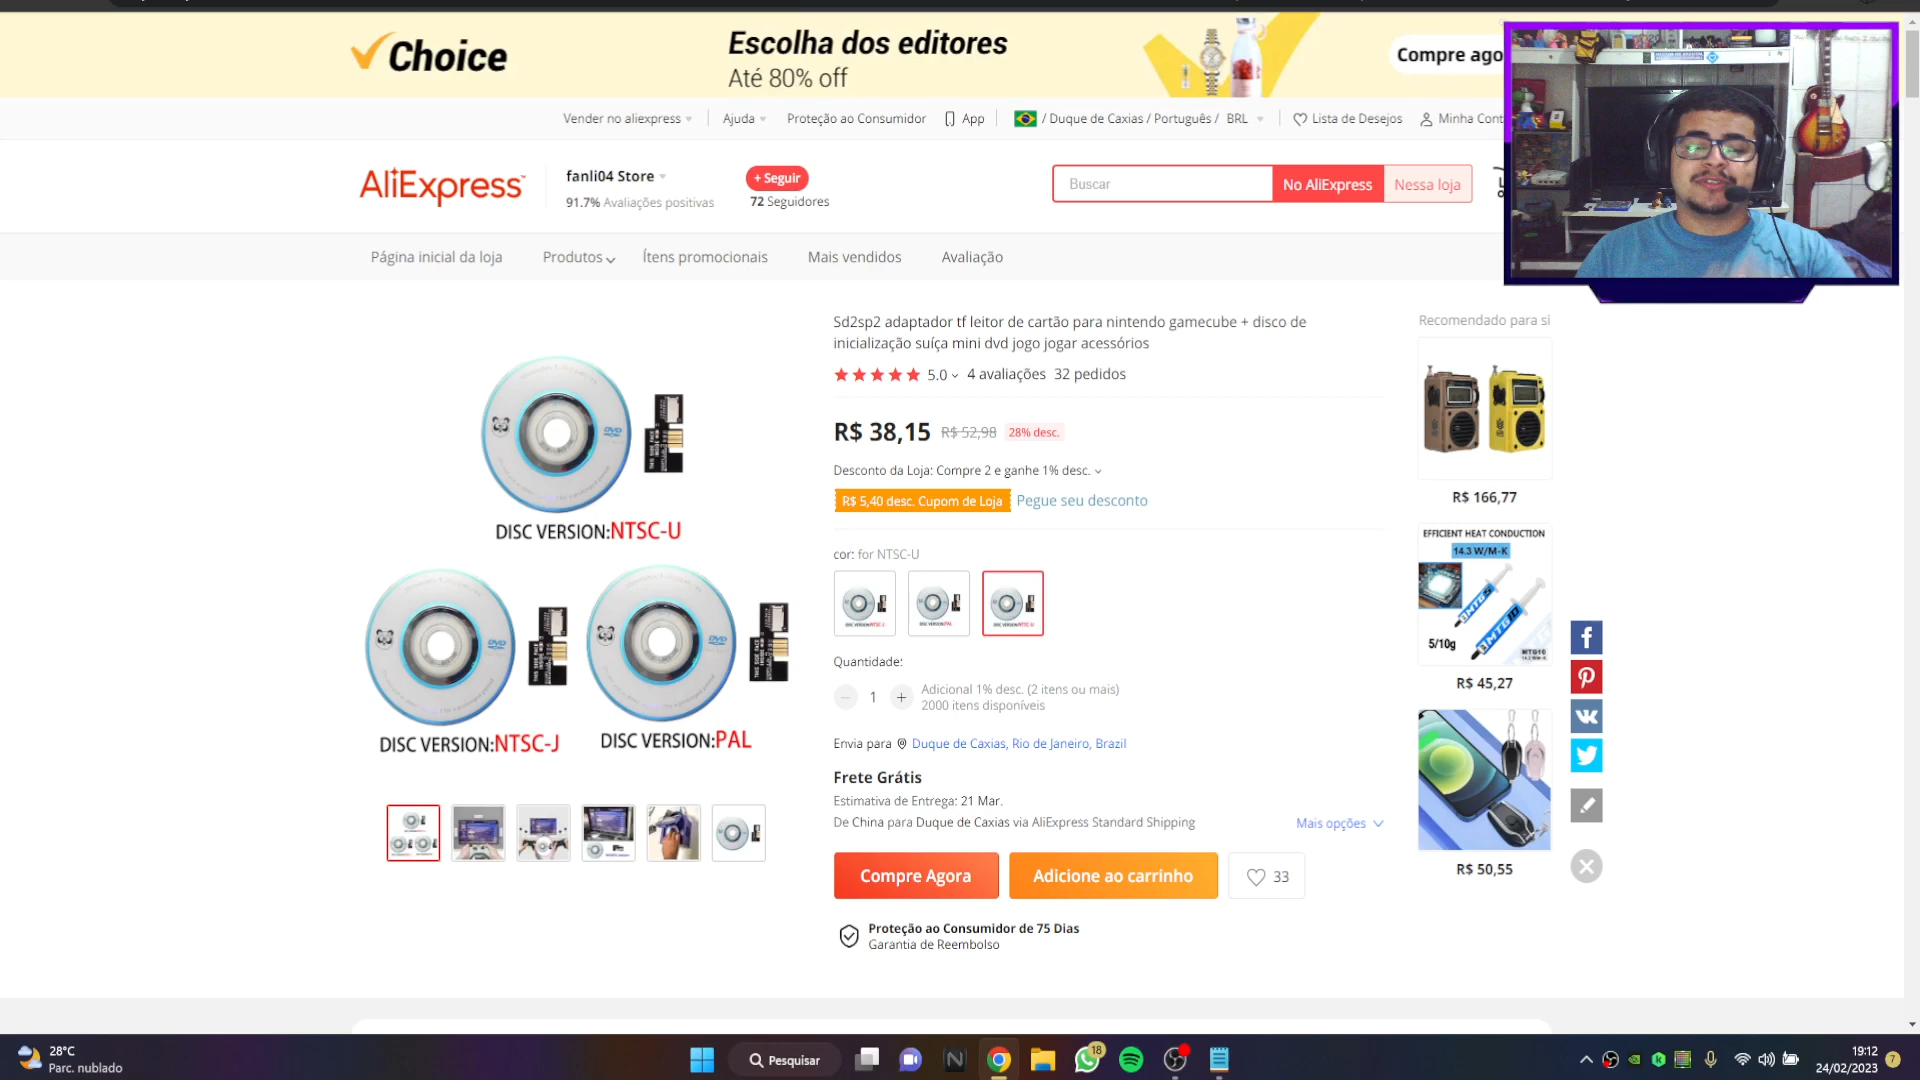 Choice
Escolha dos editores
Até 80% off
Compre ago
Vender no aliexpress
Ajuda
Proteção ao Consumidor
App
/ Duque de Caxias / Português / BRL
Lista de Desejos
Minha Cont
AliExpress
fanli04 Store
91.7% Avaliações positivas
+ Seguir
72 Seguidores
Buscar
No AliExpress
Nessa loja
Página inicial da loja
Produtos
Ítens promocionais
Mais vendidos
Avaliação
DVD
DISC VERSION:NTSC-U
DVD
DISC VERSION:NTSC-J
DVD
DISC VERSION:PAL
Sd2sp2 adaptador tf leitor de cartão para nintendo gamecube + disco de
inicialização suíça mini dvd jogo jogar acessórios
5.0
4 avaliações
32 pedidos
R$ 38,15
R$ 52,98
28% desc.
Desconto da Loja: Compre 2 e ganhe 1% desc.
R$ 5,40 desc. Cupom de Loja
Pegue seu desconto
cor: for NTSC-U
Quantidade:
1
Adicional 1% desc. (2 itens ou mais)
2000 itens disponíveis
Envia para
Duque de Caxias, Rio de Janeiro, Brazil
Frete Grátis
Estimativa de Entrega: 21 Mar.
De China para Duque de Caxias via AliExpress Standard Shipping
Mais opções
Compre Agora
Adicione ao carrinho
33
Proteção ao Consumidor de 75 Dias
Garantia de Reembolso
Recomendado para si
R$ 166,77
EFFICIENT HEAT CONDUCTION
14.3 W/M-K
5/10g
R$ 45,27
R$ 50,55
28°C
Parc. nublado
Pesquisar
18
19:12
24/02/2023
7